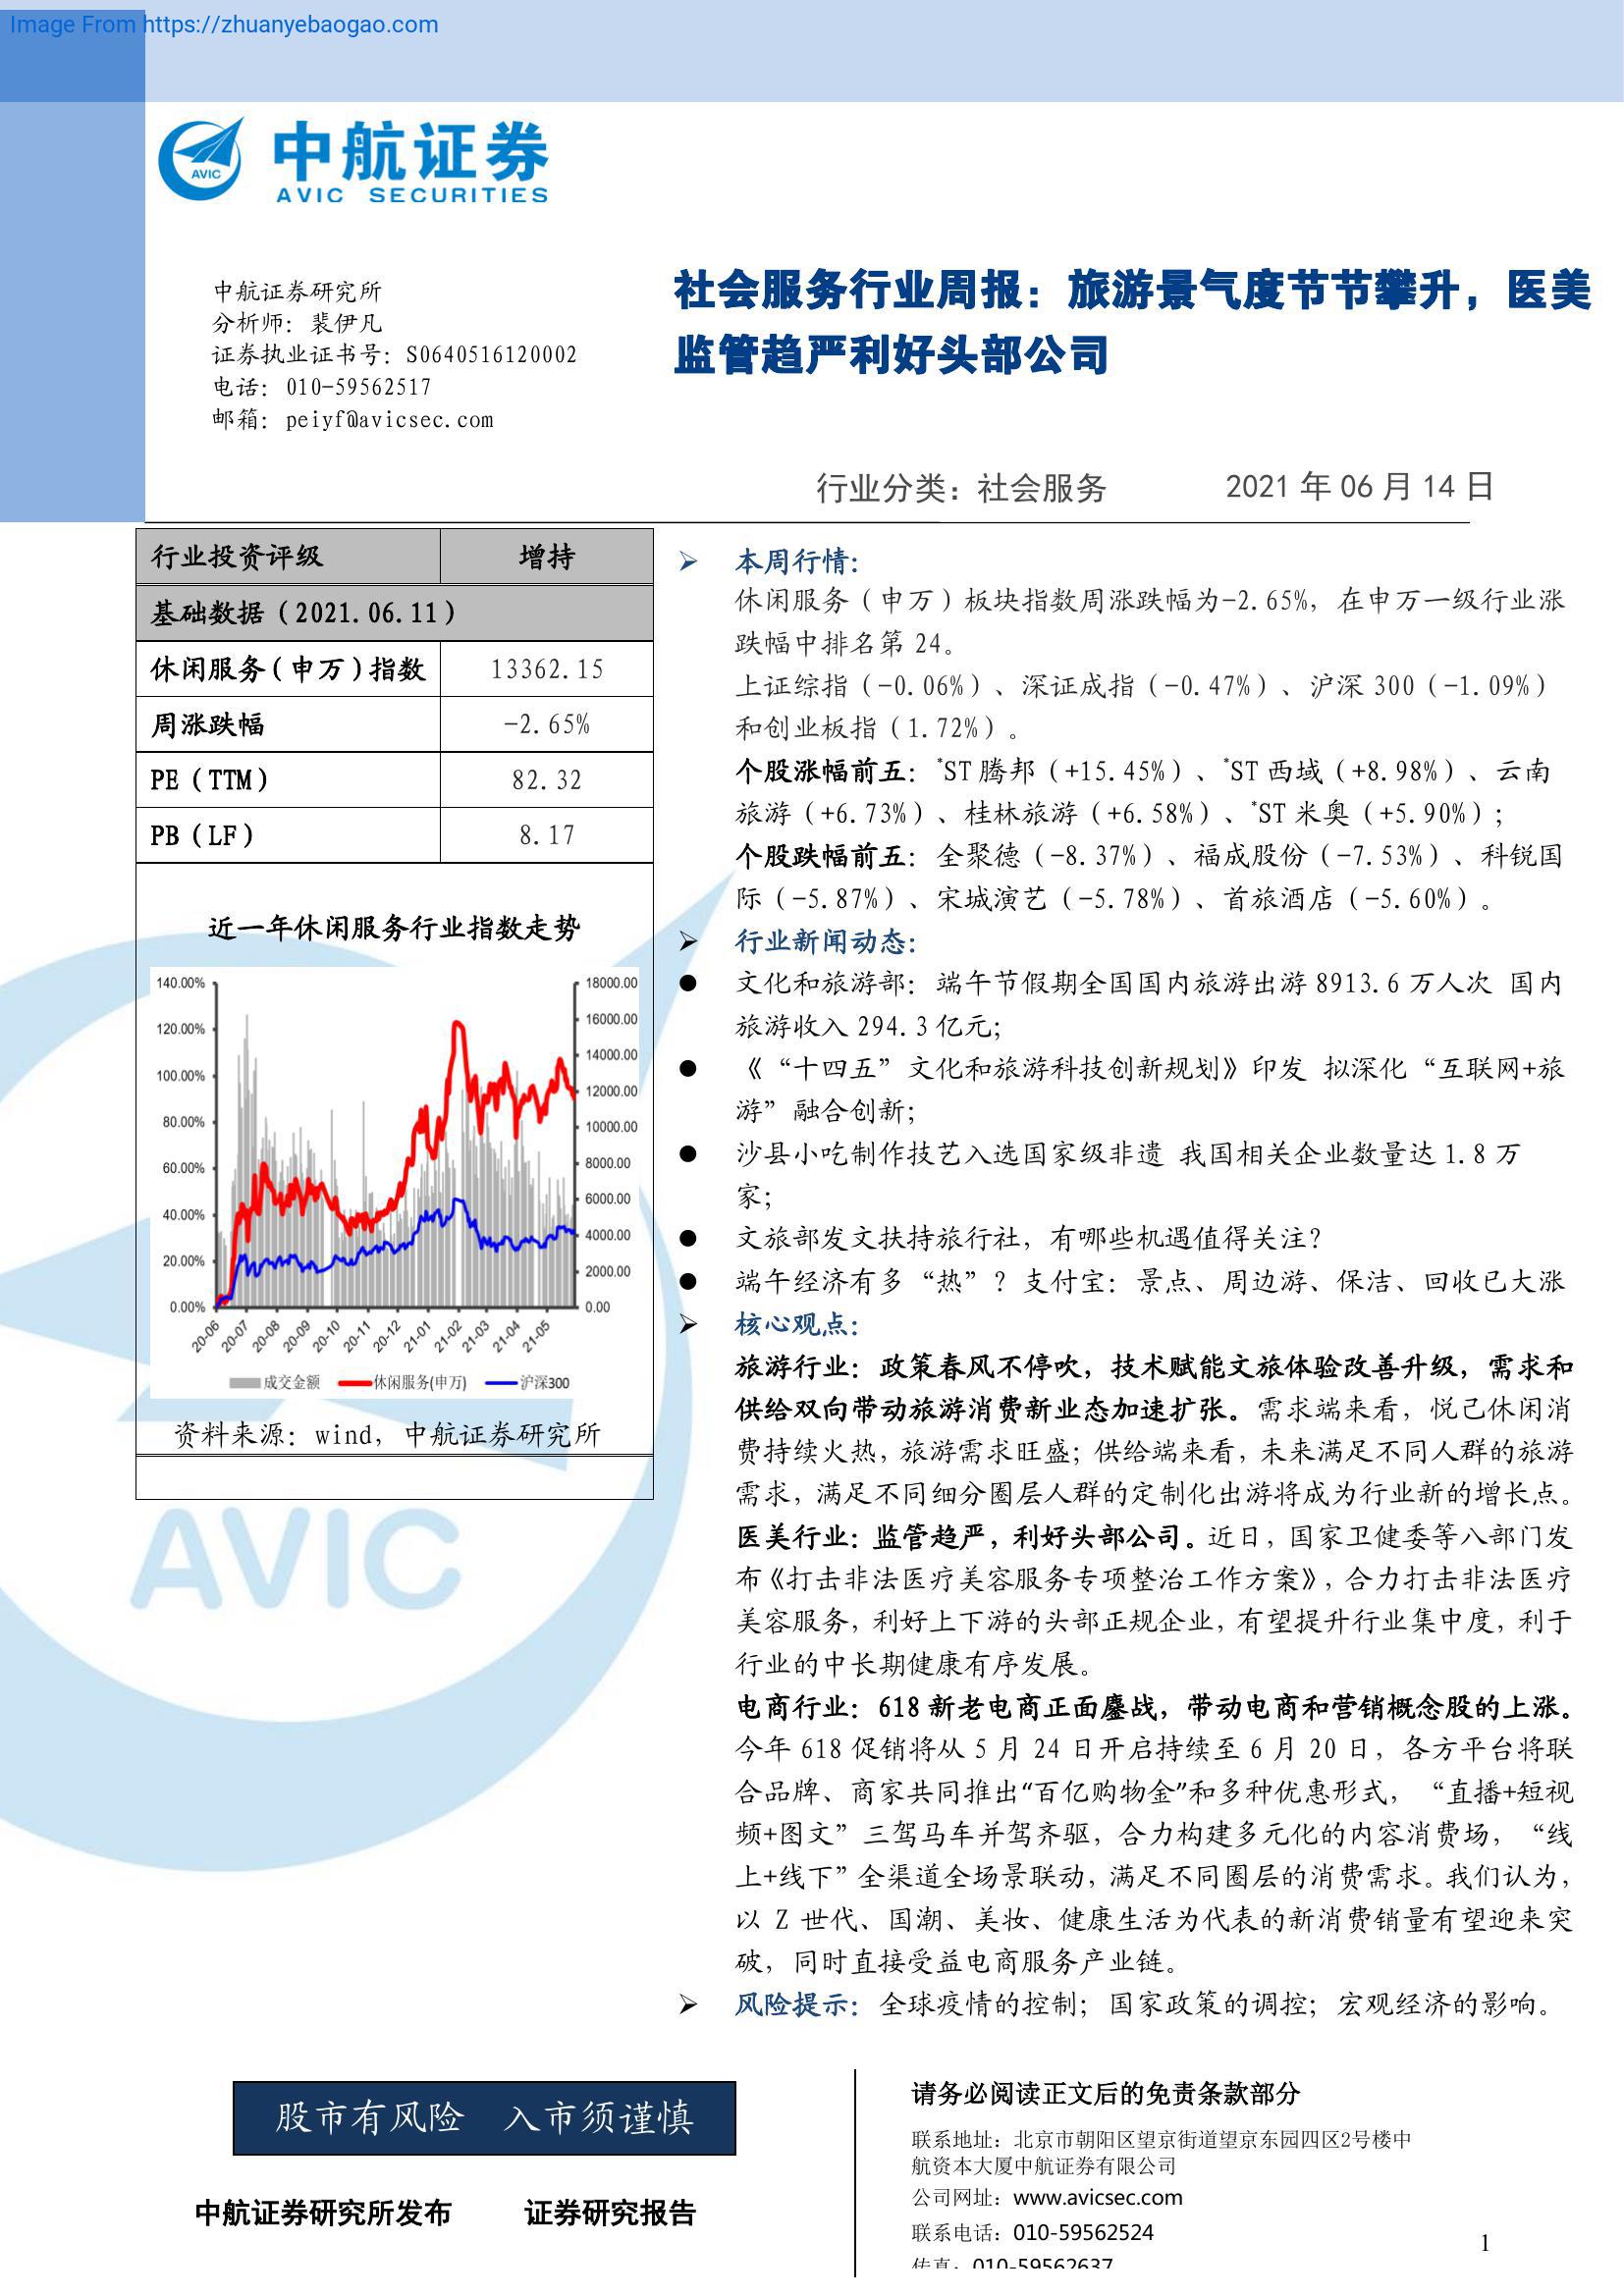 Image From https://zhuanyebaogao.com
AVIC
中航证券
AVIC SECURITIES
中航证券研究所
分析师：裴伊凡
证券执业证书号：S0640516120002
电话：010-59562517
邮箱：peiyf@avicsec.com
社会服务行业周报：旅游景气度节节攀升，医美
监管趋严利好头部公司
行业分类：社会服务 2021 年 06 月 14 日
行业投资评级 增持
基础数据（2021.06.11）
休闲服务（申万）指数 13362.15
周涨跌幅 -2.65%
PE（TTM） 82.32
PB（LF） 8.17
近一年休闲服务行业指数走势
140.00%
120.00%
100.00%
80.00%
60.00%
40.00%
20.00%
0.00%
18000.00
16000.00
14000.00
12000.00
10000.00
8000.00
6000.00
4000.00
2000.00
0.00
20-06 20-07 20-08 20-09 20-10 20-11 20-12 21-01 21-02 21-03 21-04 21-05
成交金额 休闲服务(申万) 沪深300
资料来源：wind，中航证券研究所
AVIC
➢ 本周行情：
休闲服务（申万）板块指数周涨跌幅为-2.65%，在申万一级行业涨
跌幅中排名第 24。
上证综指（-0.06%）、深证成指（-0.47%）、沪深 300（-1.09%）
和创业板指（1.72%）。
个股涨幅前五：*ST 腾邦（+15.45%）、*ST 西域（+8.98%）、云南
旅游（+6.73%）、桂林旅游（+6.58%）、*ST 米奥（+5.90%）；
个股跌幅前五：全聚德（-8.37%）、福成股份（-7.53%）、科锐国
际（-5.87%）、宋城演艺（-5.78%）、首旅酒店（-5.60%）。
➢ 行业新闻动态：
● 文化和旅游部：端午节假期全国国内旅游出游 8913.6 万人次 国内
旅游收入 294.3 亿元；
● 《“十四五”文化和旅游科技创新规划》印发 拟深化“互联网+旅
游”融合创新；
● 沙县小吃制作技艺入选国家级非遗 我国相关企业数量达 1.8 万
家；
● 文旅部发文扶持旅行社，有哪些机遇值得关注？
● 端午经济有多“热”？支付宝：景点、周边游、保洁、回收已大涨
➢ 核心观点：
旅游行业：政策春风不停吹，技术赋能文旅体验改善升级，需求和
供给双向带动旅游消费新业态加速扩张。需求端来看，悦己休闲消
费持续火热，旅游需求旺盛；供给端来看，未来满足不同人群的旅游
需求，满足不同细分圈层人群的定制化出游将成为行业新的增长点。
医美行业：监管趋严，利好头部公司。近日，国家卫健委等八部门发
布《打击非法医疗美容服务专项整治工作方案》，合力打击非法医疗
美容服务，利好上下游的头部正规企业，有望提升行业集中度，利于
行业的中长期健康有序发展。
电商行业：618 新老电商正面鏖战，带动电商和营销概念股的上涨。
今年 618 促销将从 5 月 24 日开启持续至 6 月 20 日，各方平台将联
合品牌、商家共同推出“百亿购物金”和多种优惠形式，“直播+短视
频+图文”三驾马车并驾齐驱，合力构建多元化的内容消费场，“线
上+线下”全渠道全场景联动，满足不同圈层的消费需求。我们认为，
以 Z 世代、国潮、美妆、健康生活为代表的新消费销量有望迎来突
破，同时直接受益电商服务产业链。
➢ 风险提示：全球疫情的控制；国家政策的调控；宏观经济的影响。
股市有风险 入市须谨慎
中航证券研究所发布 证券研究报告
请务必阅读正文后的免责条款部分
联系地址：北京市朝阳区望京街道望京东园四区2号楼中
航资本大厦中航证券有限公司
公司网址：www.avicsec.com
联系电话：010-59562524
传真：010-59562637
1